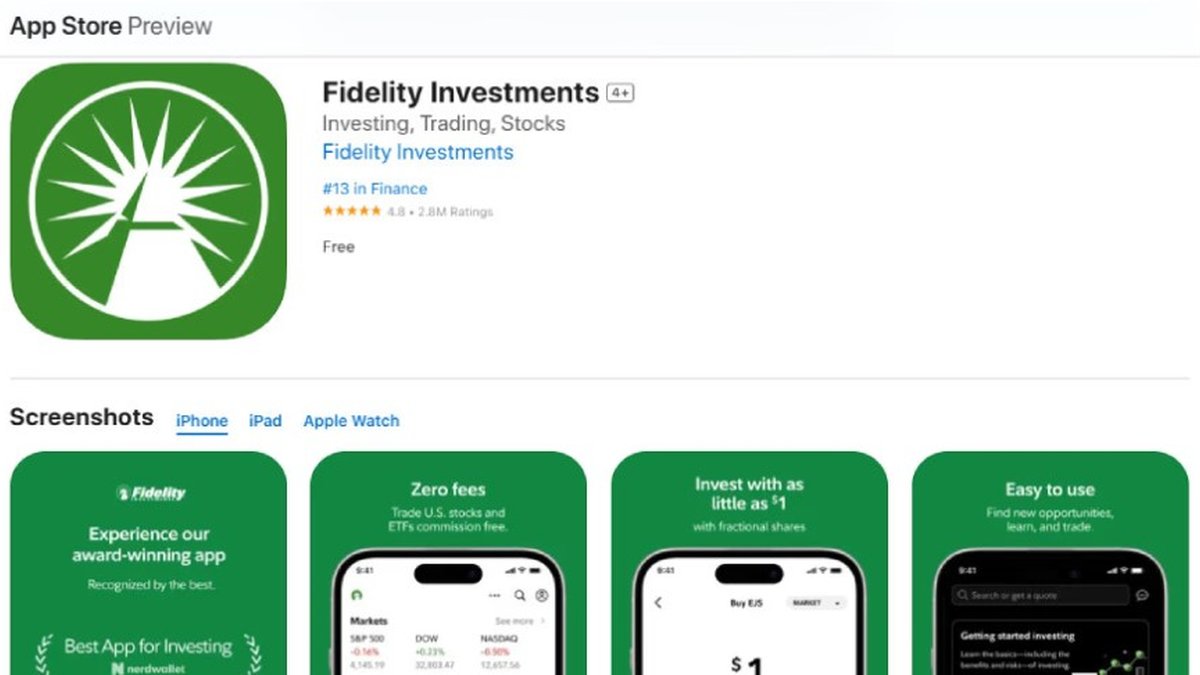 App Store Preview
Fidelity Investments 4+
Investing, Trading, Stocks
Fidelity Investments
#13 in Finance
4.8 • 2.8M Ratings
Free
Screenshots iPhone iPad Apple Watch
Fidelity
Experience our
award-winning app
Recognized by the best.
Best App for Investing
nerdwallet
Zero fees
Trade U.S. stocks and
ETFs commission free.
9:41
Markets See more
S&P 500 DOW NASDAQ
-0.16% +0.23% -0.50%
4,145.19 32,803.47 12,657.56
Invest with as
little as $1
with fractional shares
9:41
Buy EJS MARKET
$1
Easy to use
Find new opportunities,
learn, and trade.
9:41
Search or get a quote
Getting started investing
Learn the basics—including the
benefits and risks—of investing.